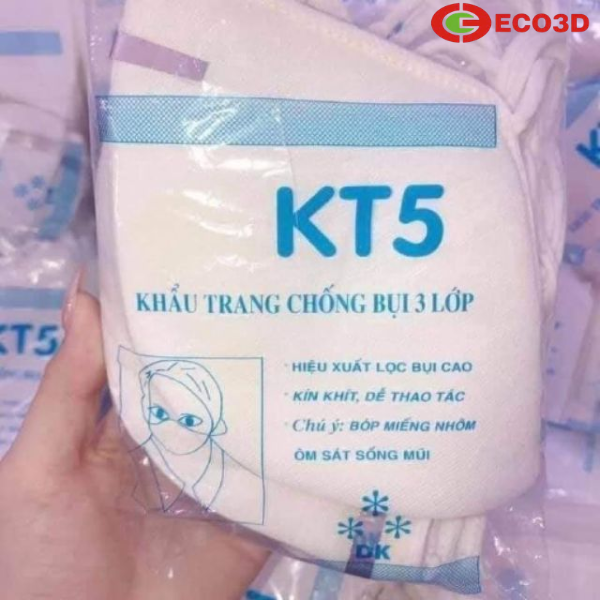 ECO3D
KT5
KHẨU TRANG CHỐNG BỤI 3 LỚP
· HIỆU XUẤT LỌC BỤI CAO
· KÍN KHÍT, DỄ THAO TÁC
· Chú ý: BÓP MIẾNG NHÔM
ÔM SÁT SỐNG MŨI
DK
KT5